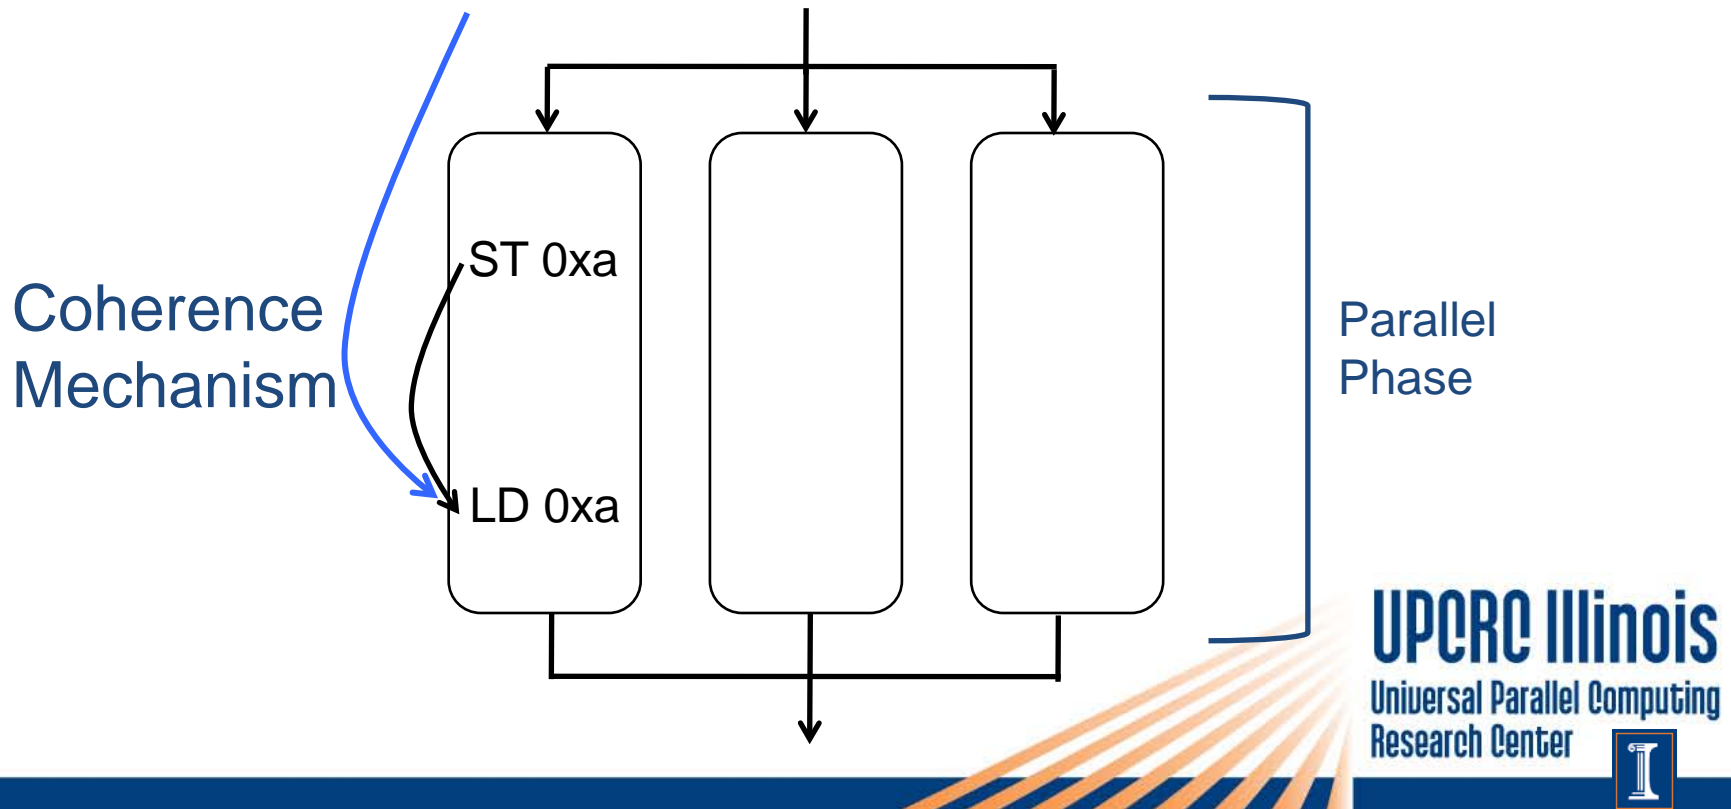 ST 0xa
Coherence
Mechanism
LD 0xa
Parallel
Phase
UPCRC Illinois
Universal Parallel Computing
Research Center
I